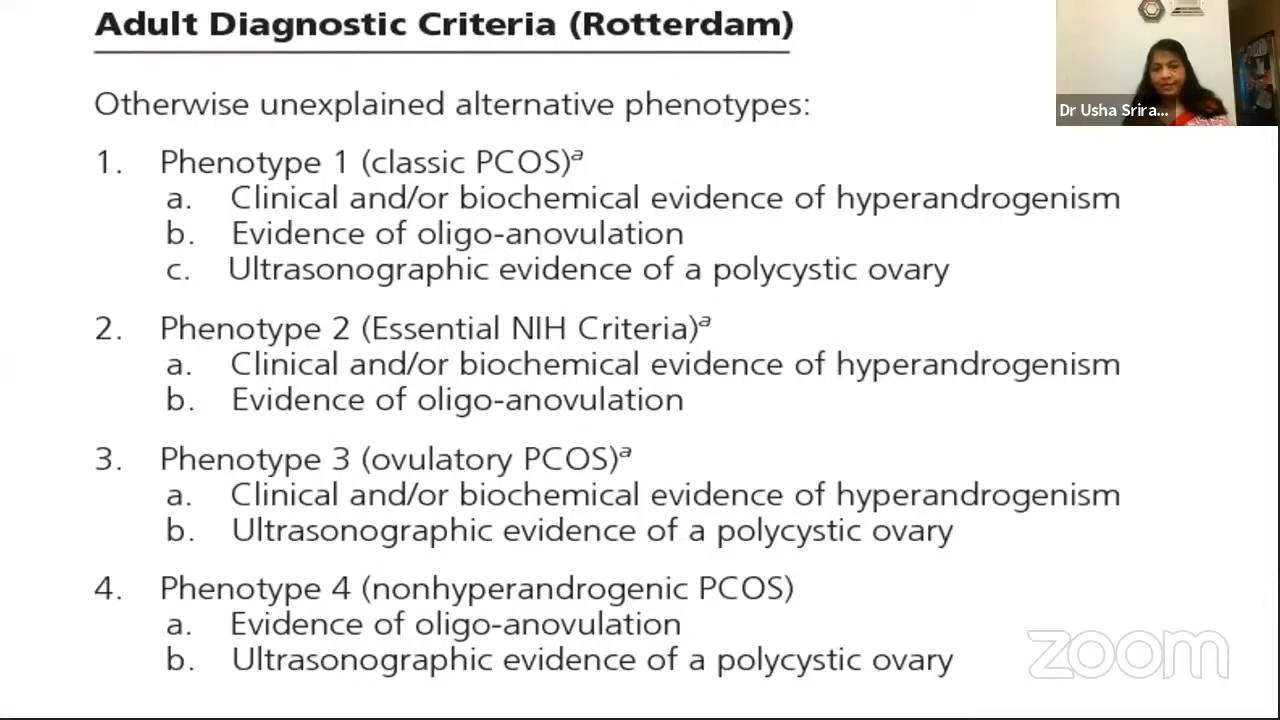 Adult Diagnostic Criteria (Rotterdam)
Dr Usha Srira...
Otherwise unexplained alternative phenotypes:
1. Phenotype 1 (classic PCOS)a
a. Clinical and/or biochemical evidence of hyperandrogenism
b. Evidence of oligo-anovulation
c. Ultrasonographic evidence of a polycystic ovary
2. Phenotype 2 (Essential NIH Criteria)a
a. Clinical and/or biochemical evidence of hyperandrogenism
b. Evidence of oligo-anovulation
3. Phenotype 3 (ovulatory PCOS)a
a. Clinical and/or biochemical evidence of hyperandrogenism
b. Ultrasonographic evidence of a polycystic ovary
4. Phenotype 4 (nonhyperandrogenic PCOS)
a. Evidence of oligo-anovulation
b. Ultrasonographic evidence of a polycystic ovary
zoom